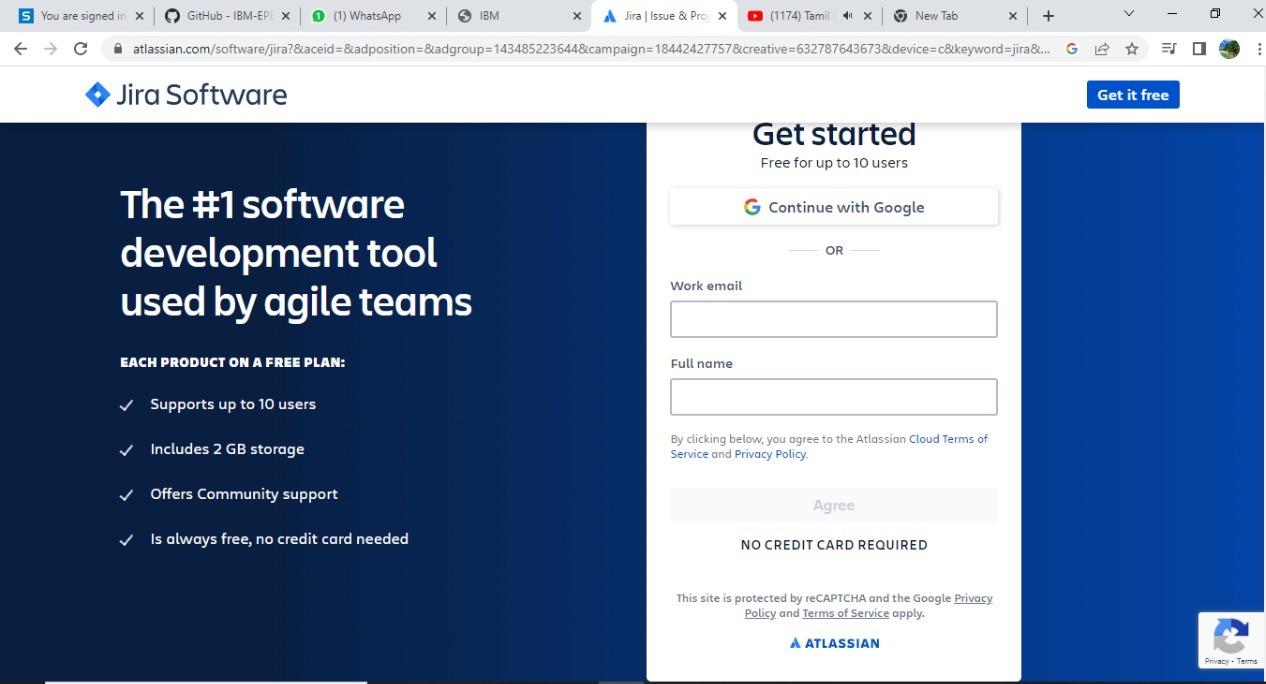 You are signed in
GitHub - IBM-EPE
(1) WhatsApp
IBM
Jira | Issue & Pro
(1174) Tamil
New Tab
atlassian.com/software/jira?&aceid=&adposition=&adgroup=143485223644&campaign=18442427757&creative=632787643673&device=c&keyword=jira&...
Jira Software
Get it free
The #1 software
development tool
used by agile teams
EACH PRODUCT ON A FREE PLAN:
Supports up to 10 users
Includes 2 GB storage
Offers Community support
Is always free, no credit card needed
Get started
Free for up to 10 users
Continue with Google
OR
Work email
Full name
By clicking below, you agree to the Atlassian Cloud Terms of
Service and Privacy Policy.
Agree
NO CREDIT CARD REQUIRED
This site is protected by reCAPTCHA and the Google Privacy
Policy and Terms of Service apply.
ATLASSIAN
Privacy - Terms